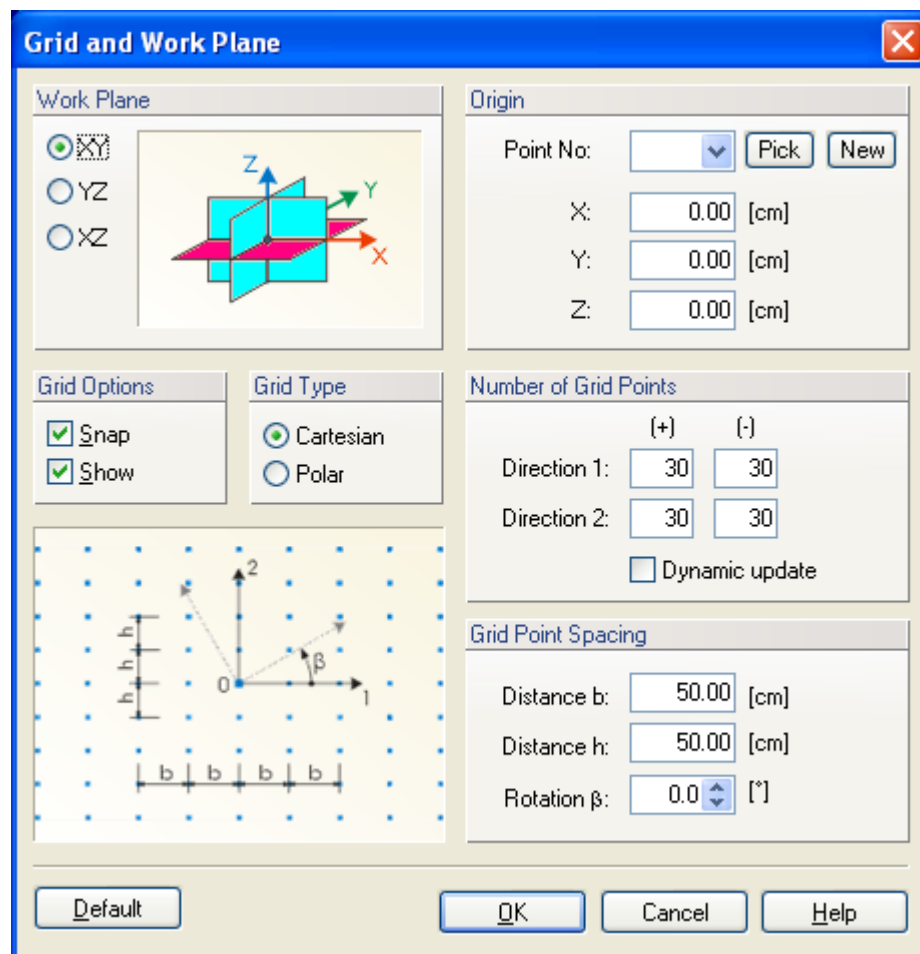 Grid and Work Plane
Work Plane
XY
YZ
XZ
Z
Y
X
Origin
Point No:
Pick
New
X: 0.00 [cm]
Y: 0.00 [cm]
Z: 0.00 [cm]
Grid Options
Snap
Show
Grid Type
Cartesian
Polar
Number of Grid Points
(+) (-)
Direction 1: 30 30
Direction 2: 30 30
Dynamic update
2
h
h
h
β
0
1
b b b b
Grid Point Spacing
Distance b: 50.00 [cm]
Distance h: 50.00 [cm]
Rotation β: 0.0 [°]
Default
OK
Cancel
Help